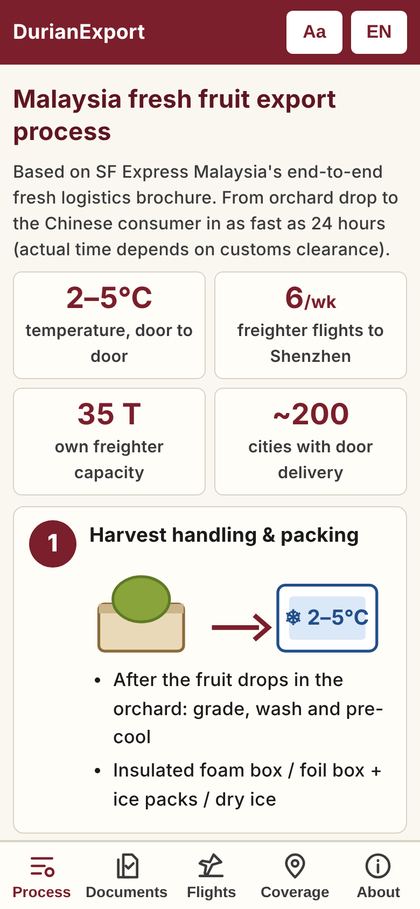 DurianExport
Aa
EN
Malaysia fresh fruit export
process
Based on SF Express Malaysia's end-to-end
fresh logistics brochure. From orchard drop to
the Chinese consumer in as fast as 24 hours
(actual time depends on customs clearance).
2–5°C
temperature, door to
door
6/wk
freighter flights to
Shenzhen
35 T
own freighter
capacity
~200
cities with door
delivery
1
Harvest handling & packing
❄ 2–5°C
• After the fruit drops in the
orchard: grade, wash and pre-
cool
• Insulated foam box / foil box +
ice packs / dry ice
Process
Documents
Flights
Coverage
About